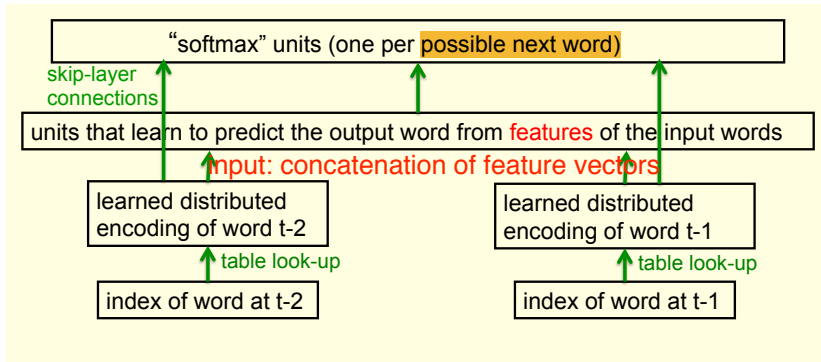 “softmax” units (one per possible next word)
skip-layer
connections
units that learn to predict the output word from features of the input words
input: concatenation of feature vectors
learned distributed
encoding of word t-2
learned distributed
encoding of word t-1
table look-up
table look-up
index of word at t-2
index of word at t-1